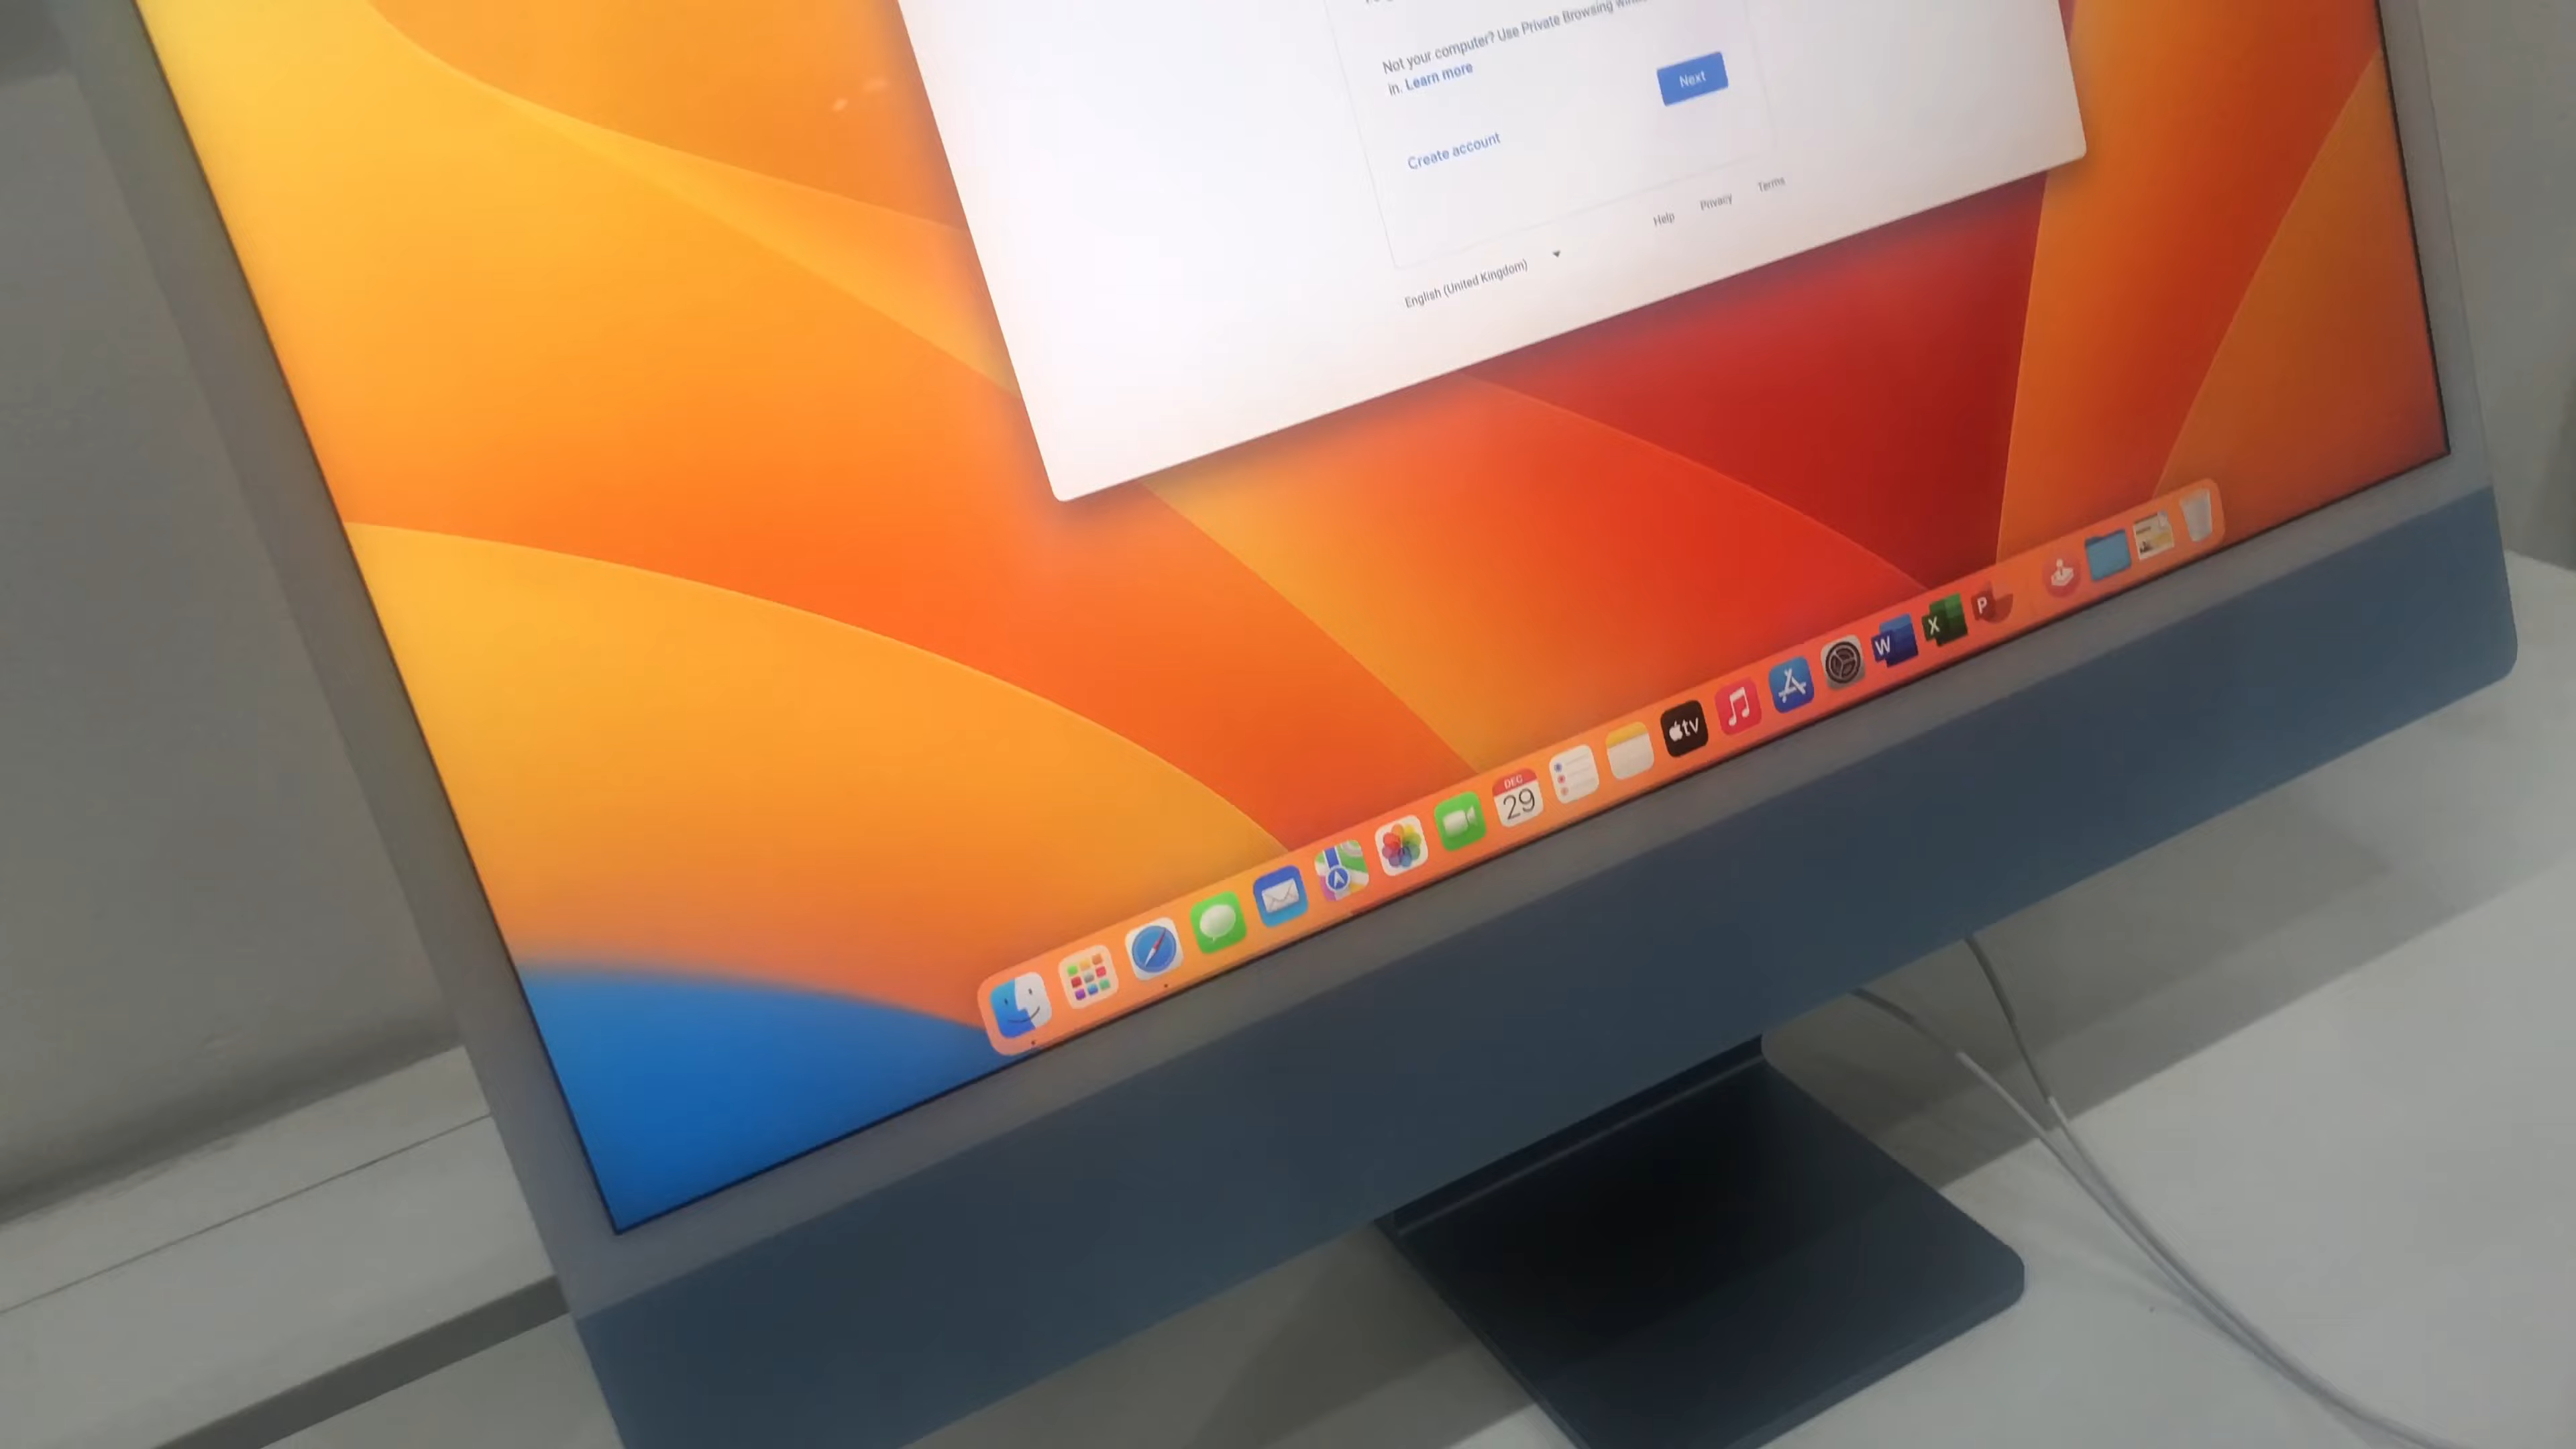 Not your computer? Use Private Browsing
in. Learn more
Next
Create account
Help Privacy Terms
English (United Kingdom)
P
X
W
tv
DEC
29